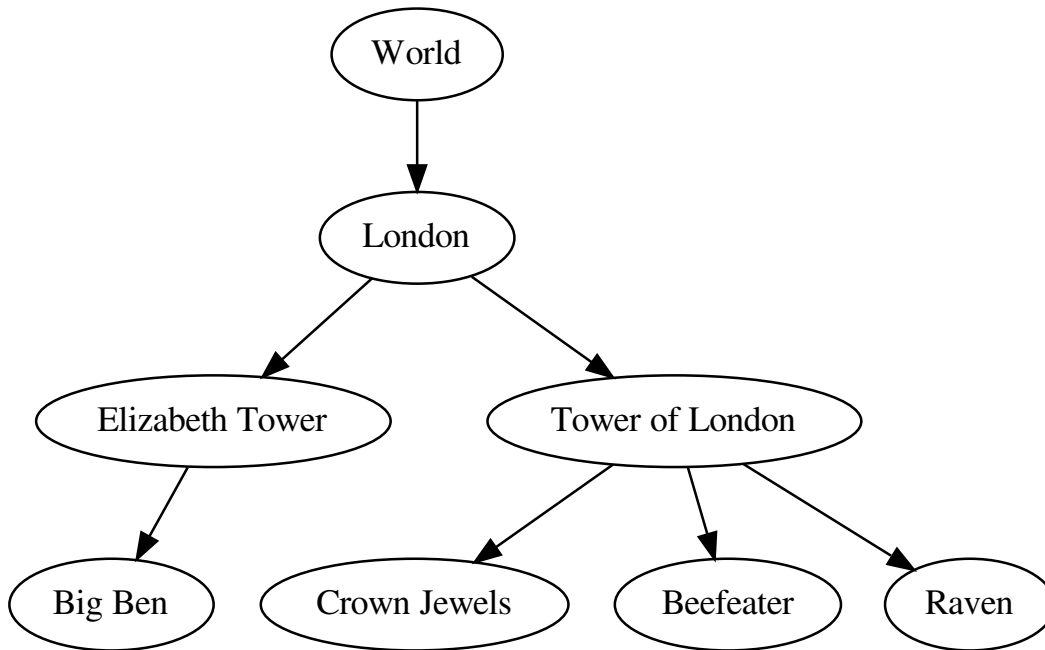 World
London
Elizabeth Tower
Tower of London
Big Ben
Crown Jewels
Beefeater
Raven